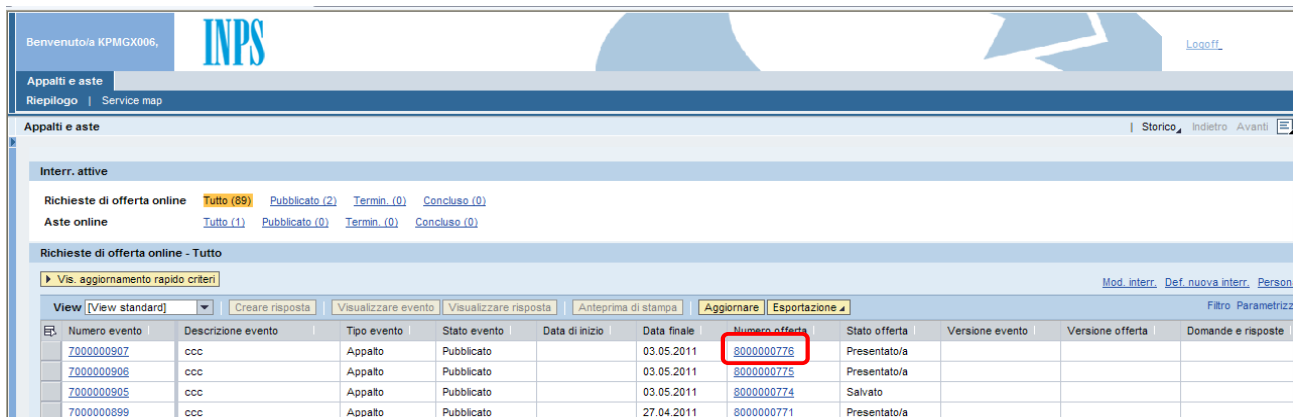 Benvenuto/a KPMGX006, INPS Logoff
Appalti e aste
Riepilogo | Service map
Appalti e aste | Storico Indietro Avanti
Interr. attive
Richieste di offerta online Tutto (89) Pubblicato (2) Termin. (0) Concluso (0)
Aste online Tutto (1) Pubblicato (0) Termin. (0) Concluso (0)
Richieste di offerta online - Tutto
Vis. aggiornamento rapido criteri Mod. interr. Def. nuova interr. Person
View [View standard] Creare risposta Visualizzare evento Visualizzare risposta Anteprima di stampa Aggiornare Esportazione Filtro Parametrizz
Numero evento Descrizione evento Tipo evento Stato evento Data di inizio Data finale Numero offerta Stato offerta Versione evento Versione offerta Domande e risposte
7000000907 ccc Appalto Pubblicato 03.05.2011 8000000776 Presentato/a
7000000906 ccc Appalto Pubblicato 03.05.2011 8000000775 Presentato/a
7000000905 ccc Appalto Pubblicato 03.05.2011 8000000774 Salvato
7000000899 ccc Appalto Pubblicato 27.04.2011 8000000771 Presentato/a